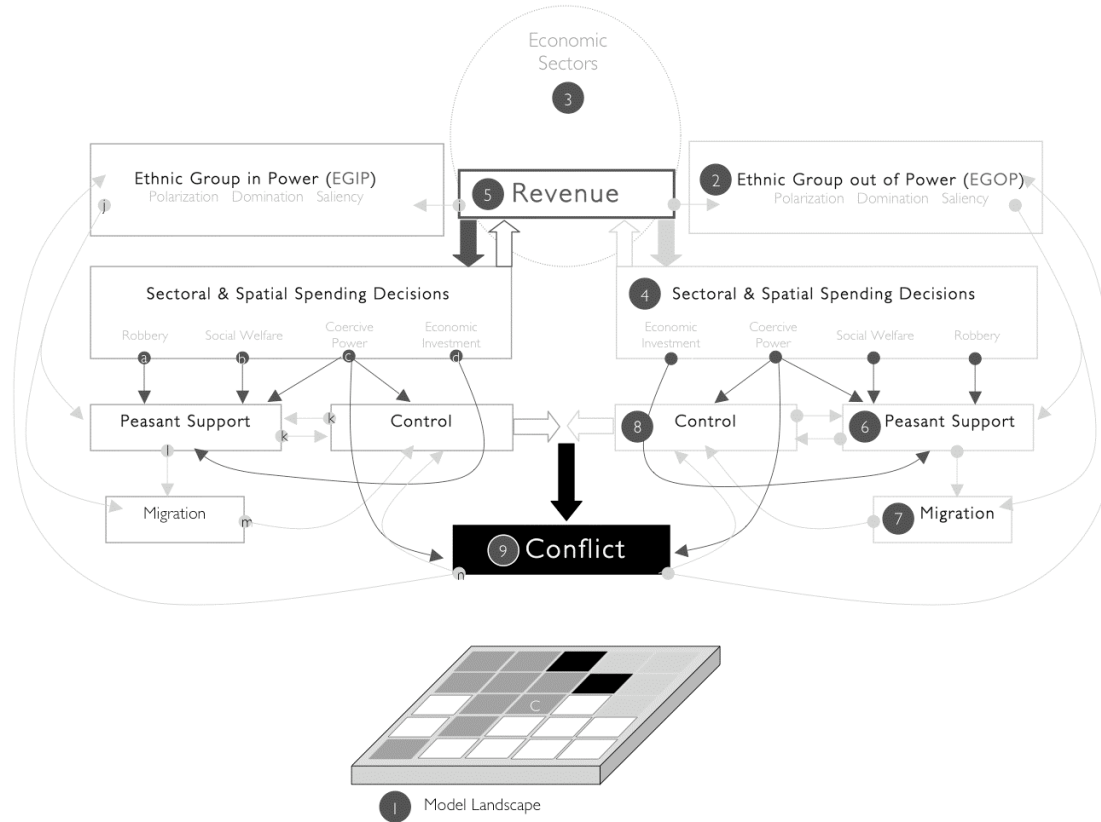 Economic
Sectors
3
Ethnic Group in Power (EGIP)
Polarization Domination Saliency
j
i
5 Revenue
2 Ethnic Group out of Power (EGOP)
Polarization Domination Saliency
Sectoral & Spatial Spending Decisions
Robbery
Social Welfare
Coercive
Power
Economic
Investment
a
b
c
d
4 Sectoral & Spatial Spending Decisions
Economic
Investment
Coercive
Power
Social Welfare
Robbery
Peasant Support
k
k
Control
8 Control
6 Peasant Support
l
Migration
m
7 Migration
9 Conflict
n
C
1 Model Landscape